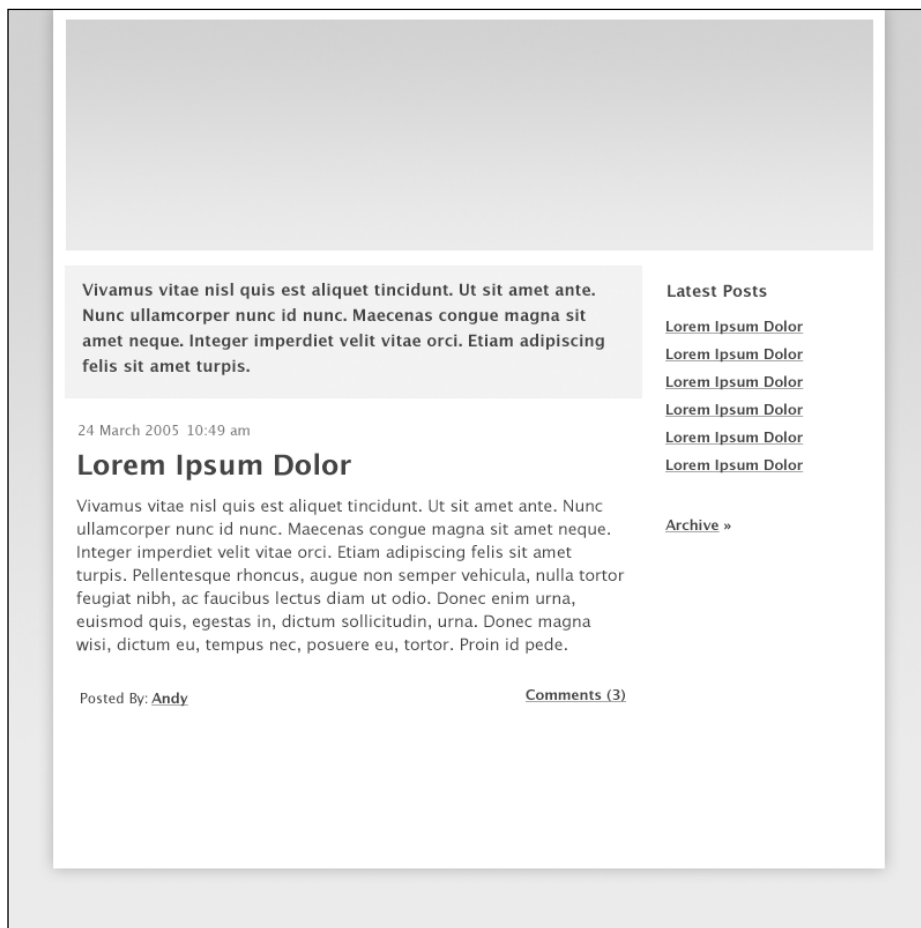 Vivamus vitae nisl quis est aliquet tincidunt. Ut sit amet ante.
Nunc ullamcorper nunc id nunc. Maecenas congue magna sit
amet neque. Integer imperdiet velit vitae orci. Etiam adipiscing
felis sit amet turpis.
24 March 2005 10:49 am
Lorem Ipsum Dolor
Vivamus vitae nisl quis est aliquet tincidunt. Ut sit amet ante. Nunc
ullamcorper nunc id nunc. Maecenas congue magna sit amet neque.
Integer imperdiet velit vitae orci. Etiam adipiscing felis sit amet
turpis. Pellentesque rhoncus, augue non semper vehicula, nulla tortor
feugiat nibh, ac faucibus lectus diam ut odio. Donec enim urna,
euismod quis, egestas in, dictum sollicitudin, urna. Donec magna
wisi, dictum eu, tempus nec, posuere eu, tortor. Proin id pede.
Posted By: Andy
Comments (3)
Latest Posts
Lorem Ipsum Dolor
Lorem Ipsum Dolor
Lorem Ipsum Dolor
Lorem Ipsum Dolor
Lorem Ipsum Dolor
Lorem Ipsum Dolor
Archive »